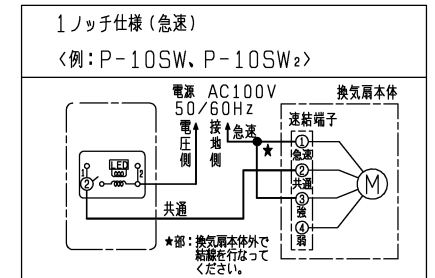 1ノッチ仕様(急速)
〈例:P-10SW、P-10SW₂〉
電源 AC100V
50/60Hz
換気扇本体
電圧側
接地側
急速
★
速結端子
LED
1
2
2
①
急速
②
共通
③
強
④
弱
M
共通
★部:換気扇本体外で
結線を行なって
ください。